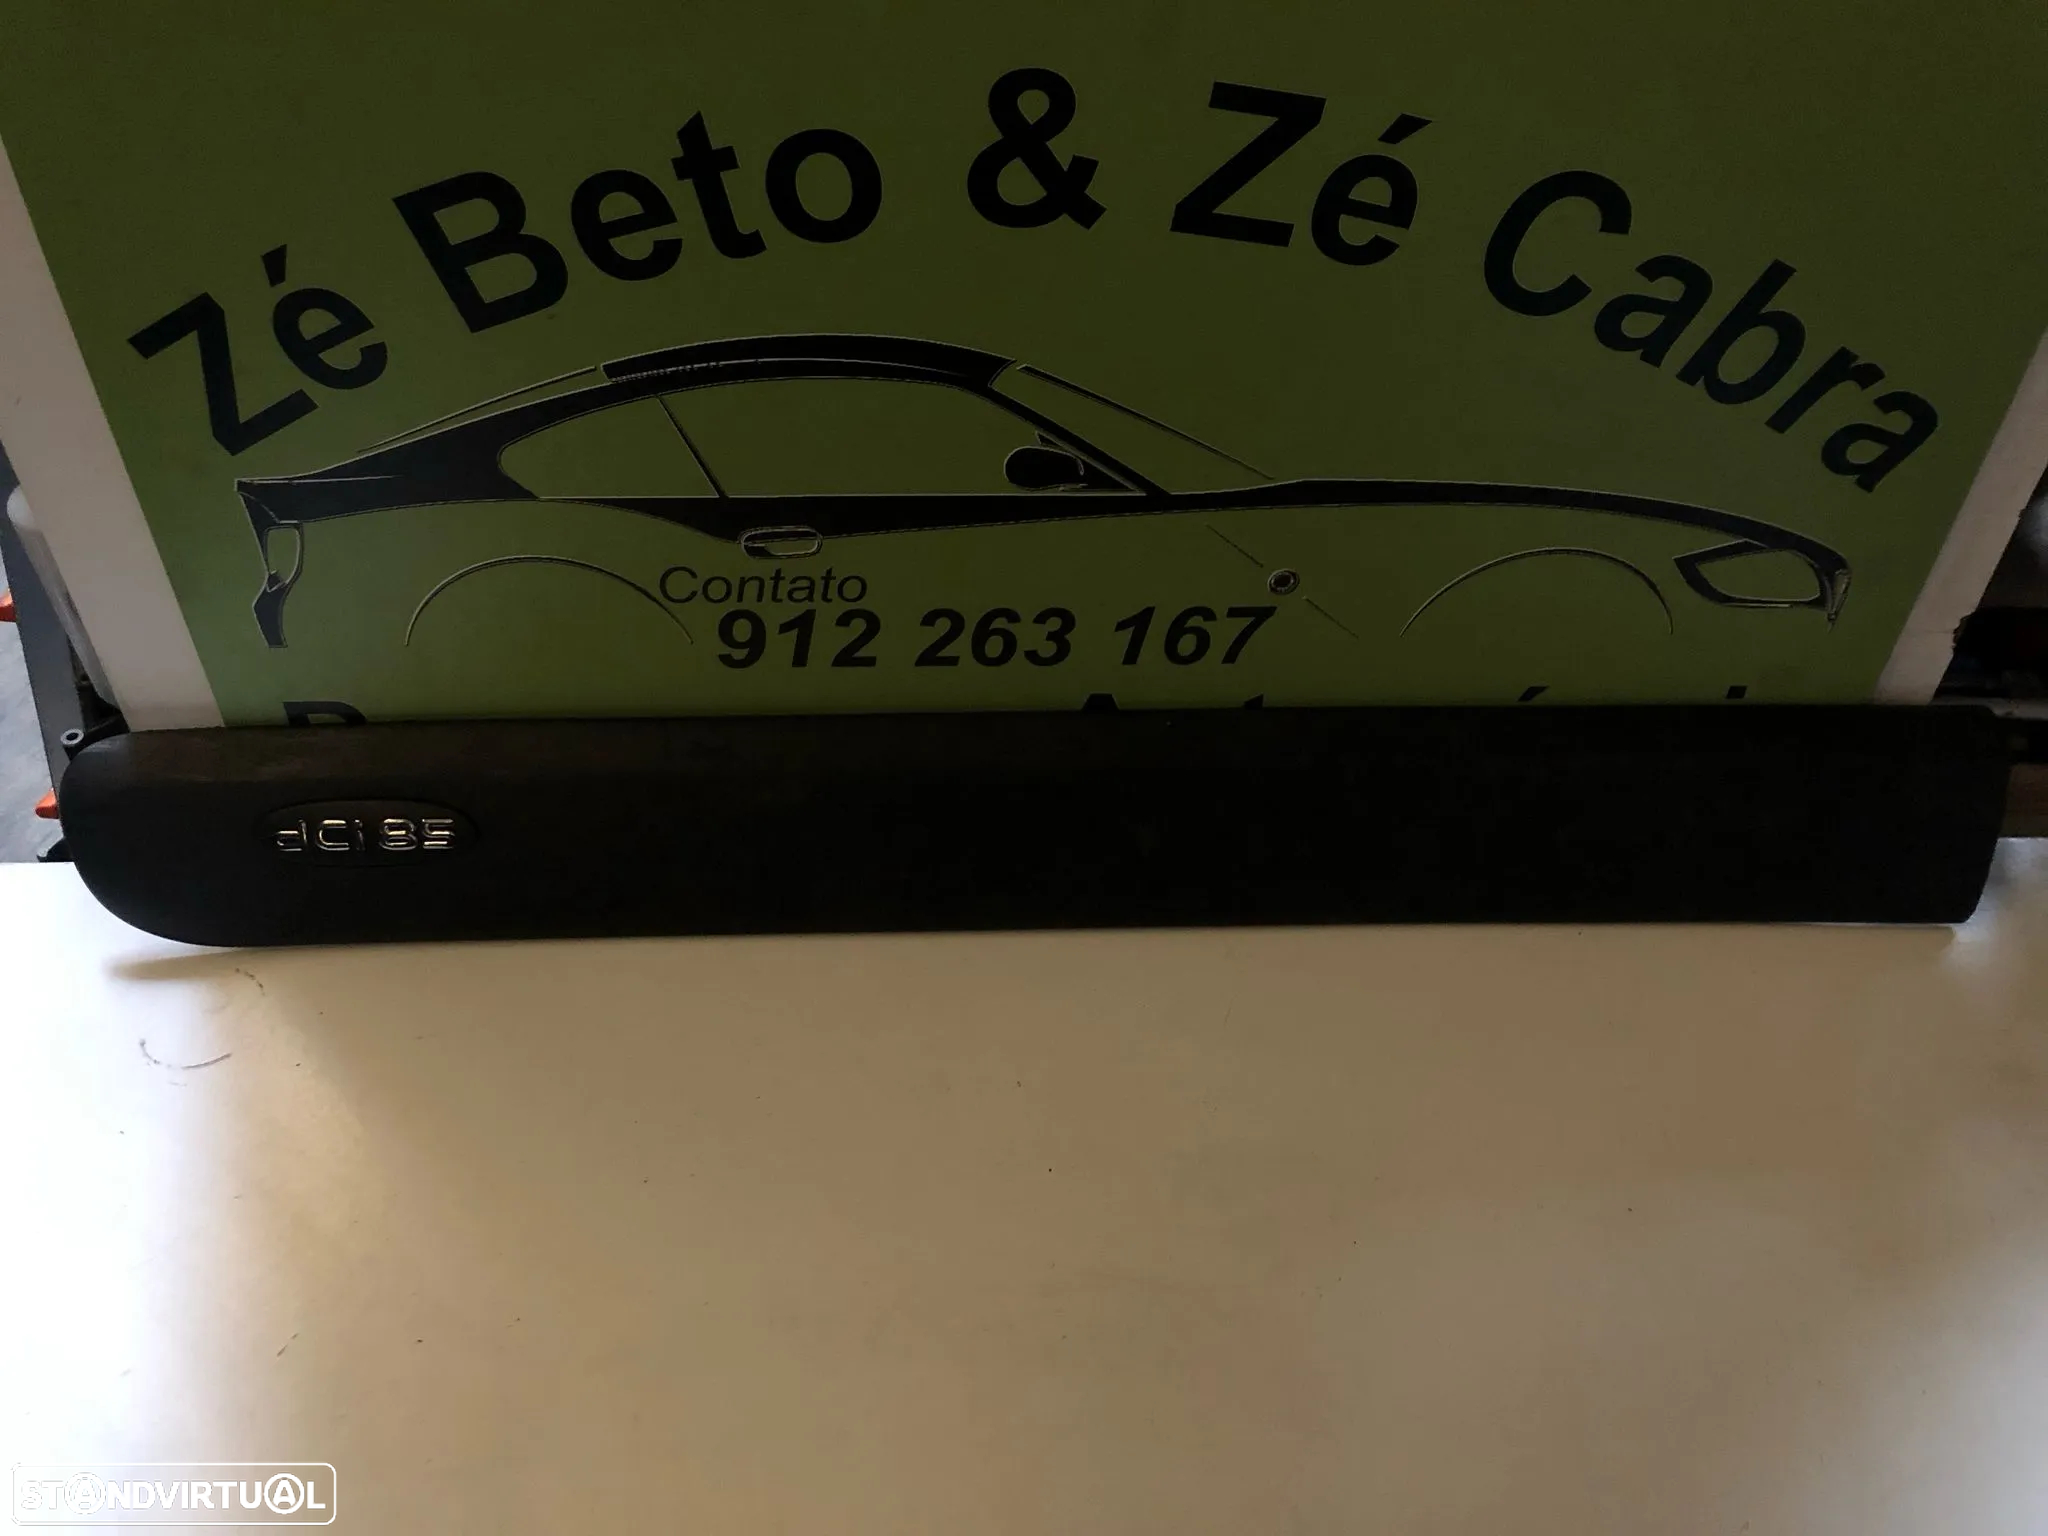 Zé Beto & Zé Cabra
Contato
912 263 167
dCi 85
STANDVIRTUAL